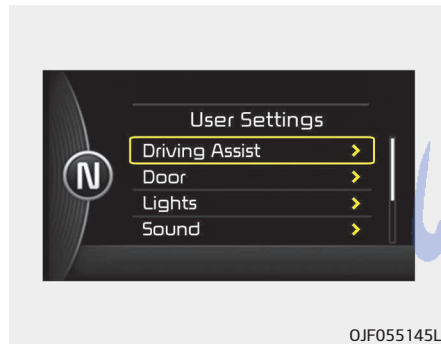 User Settings
N
Driving Assist >
Door >
Lights >
Sound >
OJF055145L